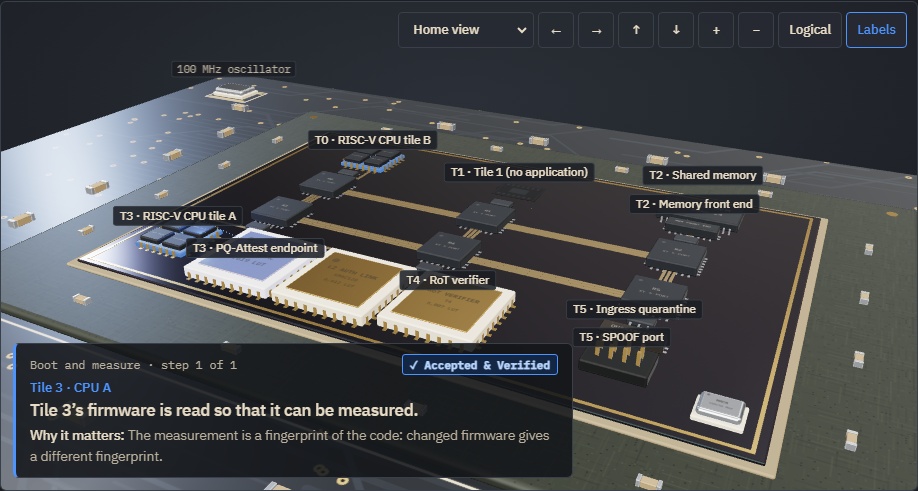 Home view
←
→
↑
↓
+
−
Logical
Labels
100 MHz oscillator
T0 · RISC-V CPU tile B
T1 · Tile 1 (no application)
T2 · Shared memory
T2 · Memory front end
T3 · RISC-V CPU tile A
T3 · PQ-Attest endpoint
T4 · RoT verifier
VERIFIER
T5 · Ingress quarantine
T5 · SPOOF port
Boot and measure · step 1 of 1
✓ Accepted & Verified
Tile 3 · CPU A
Tile 3’s firmware is read so that it can be measured.
Why it matters: The measurement is a fingerprint of the code: changed firmware gives
a different fingerprint.